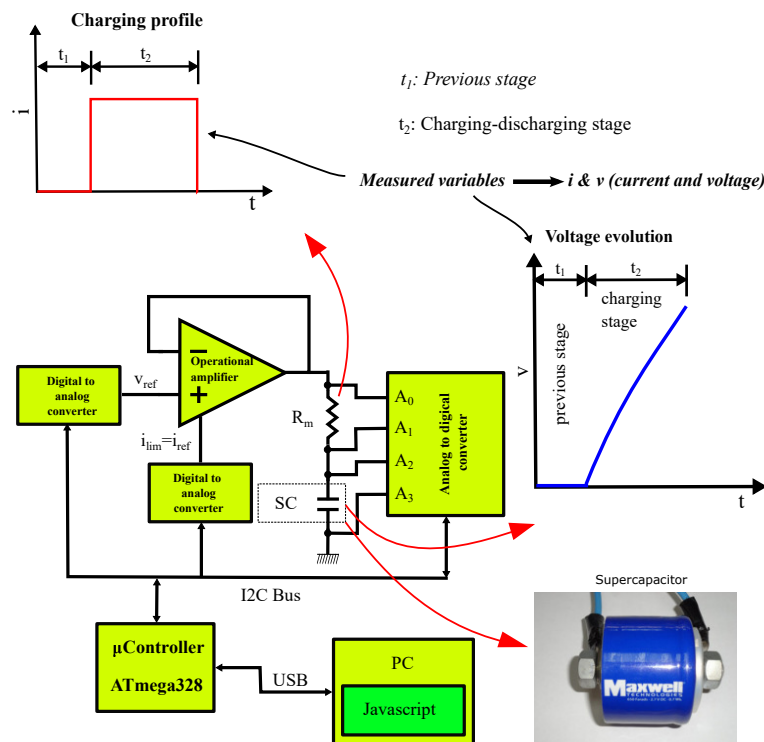 Charging profile
t1
t2
i
t
t1: Previous stage
t2: Charging-discharging stage
Measured variables
i & v (current and voltage)
Voltage evolution
t1
t2
charging
stage
previous stage
v
t
Operational
amplifier
Digital to
analog
converter
vref
ilim=iref
Digital to
analog
converter
Rm
A0
A1
A2
A3
Analog to digical
converter
SC
I2C Bus
µController
ATmega328
USB
PC
Javascript
Supercapacitor
Maxwell
TECHNOLOGIES